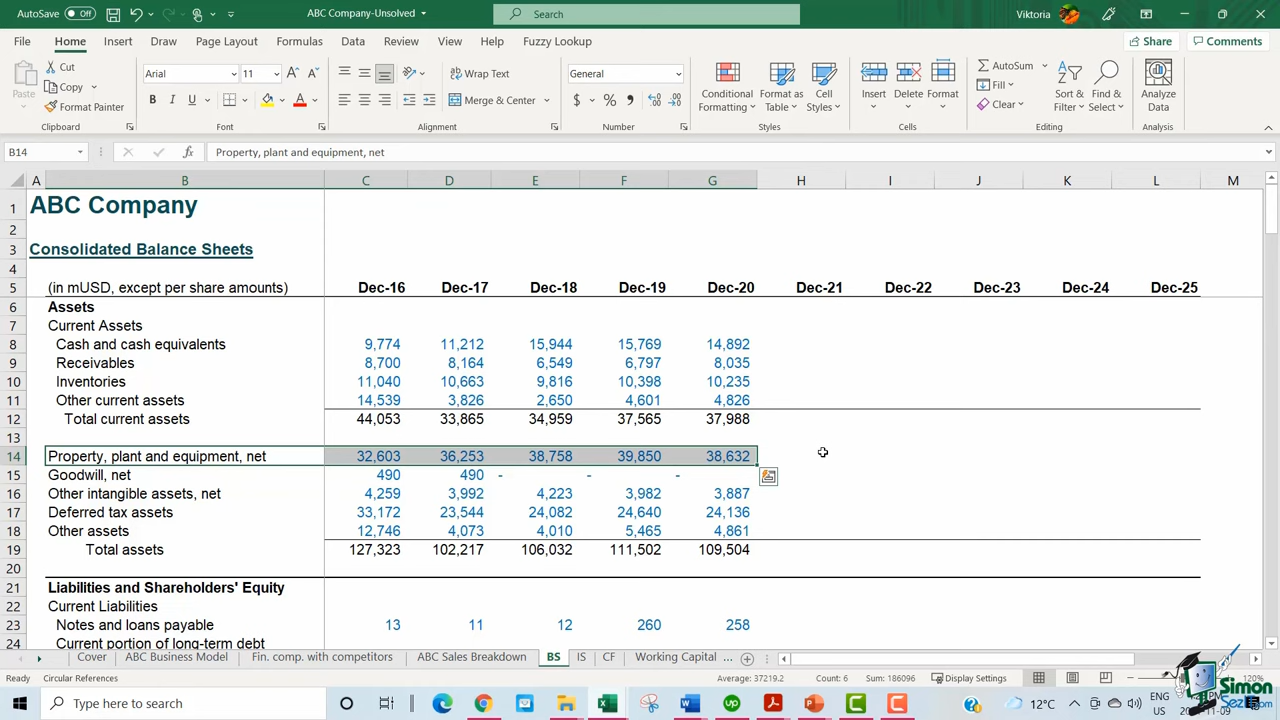 AutoSave Off ABC Company-Unsolved Search Viktoria
File Home Insert Draw Page Layout Formulas Data Review View Help Fuzzy Lookup Share Comments
Paste Cut Copy Format Painter Clipboard
Arial 11 B I U A Font
Wrap Text Merge & Center Alignment
General $ % 9 Number
Conditional Formatting Format as Table Cell Styles Styles
Insert Delete Format Cells
AutoSum Fill Clear Sort & Filter Find & Select Editing
Analyze Data Analysis
B14 fx Property, plant and equipment, net
A B C D E F G H I J K L M
1 ABC Company
2
3 Consolidated Balance Sheets
4
5 (in mUSD, except per share amounts) Dec-16 Dec-17 Dec-18 Dec-19 Dec-20 Dec-21 Dec-22 Dec-23 Dec-24 Dec-25
6 Assets
7 Current Assets
8 Cash and cash equivalents 9,774 11,212 15,944 15,769 14,892
9 Receivables 8,700 8,164 6,549 6,797 8,035
10 Inventories 11,040 10,663 9,816 10,398 10,235
11 Other current assets 14,539 3,826 2,650 4,601 4,826
12 Total current assets 44,053 33,865 34,959 37,565 37,988
13
14 Property, plant and equipment, net 32,603 36,253 38,758 39,850 38,632
15 Goodwill, net 490 490 - - -
16 Other intangible assets, net 4,259 3,992 4,223 3,982 3,887
17 Deferred tax assets 33,172 23,544 24,082 24,640 24,136
18 Other assets 12,746 4,073 4,010 5,465 4,861
19 Total assets 127,323 102,217 106,032 111,502 109,504
20
21 Liabilities and Shareholders' Equity
22 Current Liabilities
23 Notes and loans payable 13 11 12 260 258
24 Current portion of long-term debt
Cover ABC Business Model Fin. comp. with competitors ABC Sales Breakdown BS IS CF Working Capital ...
Ready Circular References Average: 37219.2 Count: 6 Sum: 186096 Display Settings 120%
Type here to search 12°C ENG US
Simon Sez